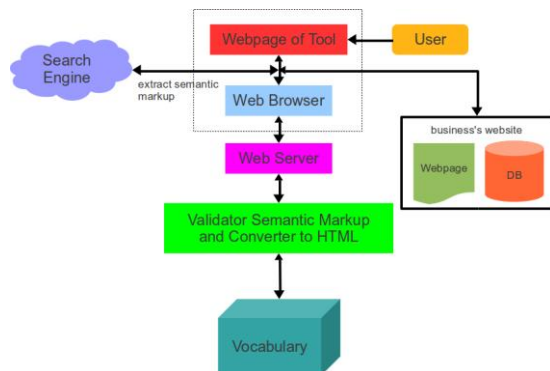 Webpage of Tool
User
Search
Engine
extract semantic
markup
Web Browser
business's website
Webpage
DB
Web Server
Validator Semantic Markup
and Converter to HTML
Vocabulary